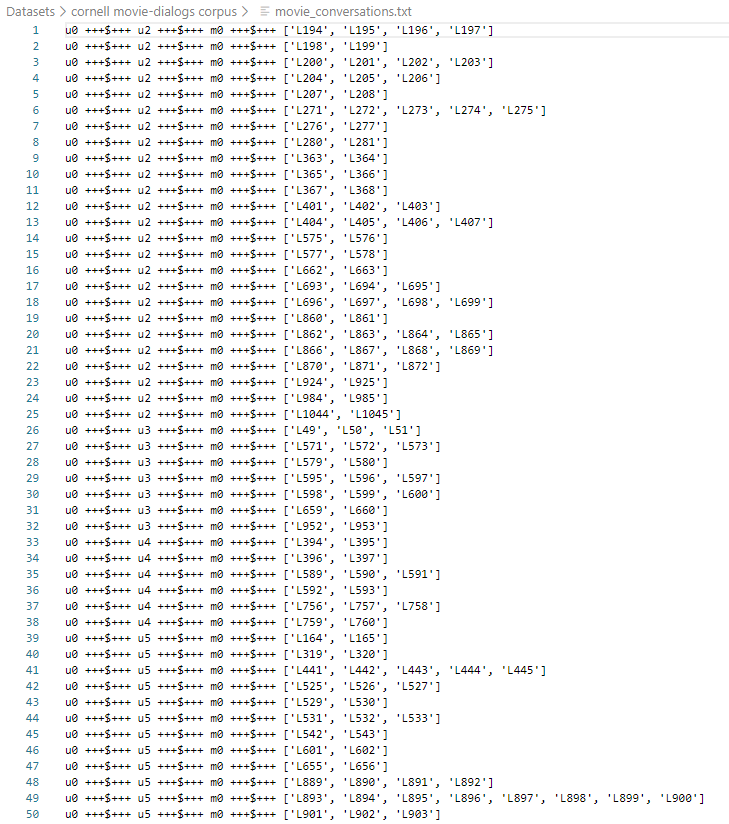 Datasets > cornell movie-dialogs corpus > movie_conversations.txt
1 u0 +++$+++ u2 +++$+++ m0 +++$+++ ['L194', 'L195', 'L196', 'L197']
2 u0 +++$+++ u2 +++$+++ m0 +++$+++ ['L198', 'L199']
3 u0 +++$+++ u2 +++$+++ m0 +++$+++ ['L200', 'L201', 'L202', 'L203']
4 u0 +++$+++ u2 +++$+++ m0 +++$+++ ['L204', 'L205', 'L206']
5 u0 +++$+++ u2 +++$+++ m0 +++$+++ ['L207', 'L208']
6 u0 +++$+++ u2 +++$+++ m0 +++$+++ ['L271', 'L272', 'L273', 'L274', 'L275']
7 u0 +++$+++ u2 +++$+++ m0 +++$+++ ['L276', 'L277']
8 u0 +++$+++ u2 +++$+++ m0 +++$+++ ['L280', 'L281']
9 u0 +++$+++ u2 +++$+++ m0 +++$+++ ['L363', 'L364']
10 u0 +++$+++ u2 +++$+++ m0 +++$+++ ['L365', 'L366']
11 u0 +++$+++ u2 +++$+++ m0 +++$+++ ['L367', 'L368']
12 u0 +++$+++ u2 +++$+++ m0 +++$+++ ['L401', 'L402', 'L403']
13 u0 +++$+++ u2 +++$+++ m0 +++$+++ ['L404', 'L405', 'L406', 'L407']
14 u0 +++$+++ u2 +++$+++ m0 +++$+++ ['L575', 'L576']
15 u0 +++$+++ u2 +++$+++ m0 +++$+++ ['L577', 'L578']
16 u0 +++$+++ u2 +++$+++ m0 +++$+++ ['L662', 'L663']
17 u0 +++$+++ u2 +++$+++ m0 +++$+++ ['L693', 'L694', 'L695']
18 u0 +++$+++ u2 +++$+++ m0 +++$+++ ['L696', 'L697', 'L698', 'L699']
19 u0 +++$+++ u2 +++$+++ m0 +++$+++ ['L860', 'L861']
20 u0 +++$+++ u2 +++$+++ m0 +++$+++ ['L862', 'L863', 'L864', 'L865']
21 u0 +++$+++ u2 +++$+++ m0 +++$+++ ['L866', 'L867', 'L868', 'L869']
22 u0 +++$+++ u2 +++$+++ m0 +++$+++ ['L870', 'L871', 'L872']
23 u0 +++$+++ u2 +++$+++ m0 +++$+++ ['L924', 'L925']
24 u0 +++$+++ u2 +++$+++ m0 +++$+++ ['L984', 'L985']
25 u0 +++$+++ u2 +++$+++ m0 +++$+++ ['L1044', 'L1045']
26 u0 +++$+++ u3 +++$+++ m0 +++$+++ ['L49', 'L50', 'L51']
27 u0 +++$+++ u3 +++$+++ m0 +++$+++ ['L571', 'L572', 'L573']
28 u0 +++$+++ u3 +++$+++ m0 +++$+++ ['L579', 'L580']
29 u0 +++$+++ u3 +++$+++ m0 +++$+++ ['L595', 'L596', 'L597']
30 u0 +++$+++ u3 +++$+++ m0 +++$+++ ['L598', 'L599', 'L600']
31 u0 +++$+++ u3 +++$+++ m0 +++$+++ ['L659', 'L660']
32 u0 +++$+++ u3 +++$+++ m0 +++$+++ ['L952', 'L953']
33 u0 +++$+++ u4 +++$+++ m0 +++$+++ ['L394', 'L395']
34 u0 +++$+++ u4 +++$+++ m0 +++$+++ ['L396', 'L397']
35 u0 +++$+++ u4 +++$+++ m0 +++$+++ ['L589', 'L590', 'L591']
36 u0 +++$+++ u4 +++$+++ m0 +++$+++ ['L592', 'L593']
37 u0 +++$+++ u4 +++$+++ m0 +++$+++ ['L756', 'L757', 'L758']
38 u0 +++$+++ u4 +++$+++ m0 +++$+++ ['L759', 'L760']
39 u0 +++$+++ u5 +++$+++ m0 +++$+++ ['L164', 'L165']
40 u0 +++$+++ u5 +++$+++ m0 +++$+++ ['L319', 'L320']
41 u0 +++$+++ u5 +++$+++ m0 +++$+++ ['L441', 'L442', 'L443', 'L444', 'L445']
42 u0 +++$+++ u5 +++$+++ m0 +++$+++ ['L525', 'L526', 'L527']
43 u0 +++$+++ u5 +++$+++ m0 +++$+++ ['L529', 'L530']
44 u0 +++$+++ u5 +++$+++ m0 +++$+++ ['L531', 'L532', 'L533']
45 u0 +++$+++ u5 +++$+++ m0 +++$+++ ['L542', 'L543']
46 u0 +++$+++ u5 +++$+++ m0 +++$+++ ['L601', 'L602']
47 u0 +++$+++ u5 +++$+++ m0 +++$+++ ['L655', 'L656']
48 u0 +++$+++ u5 +++$+++ m0 +++$+++ ['L889', 'L890', 'L891', 'L892']
49 u0 +++$+++ u5 +++$+++ m0 +++$+++ ['L893', 'L894', 'L895', 'L896', 'L897', 'L898', 'L899', 'L900']
50 u0 +++$+++ u5 +++$+++ m0 +++$+++ ['L901', 'L902', 'L903']